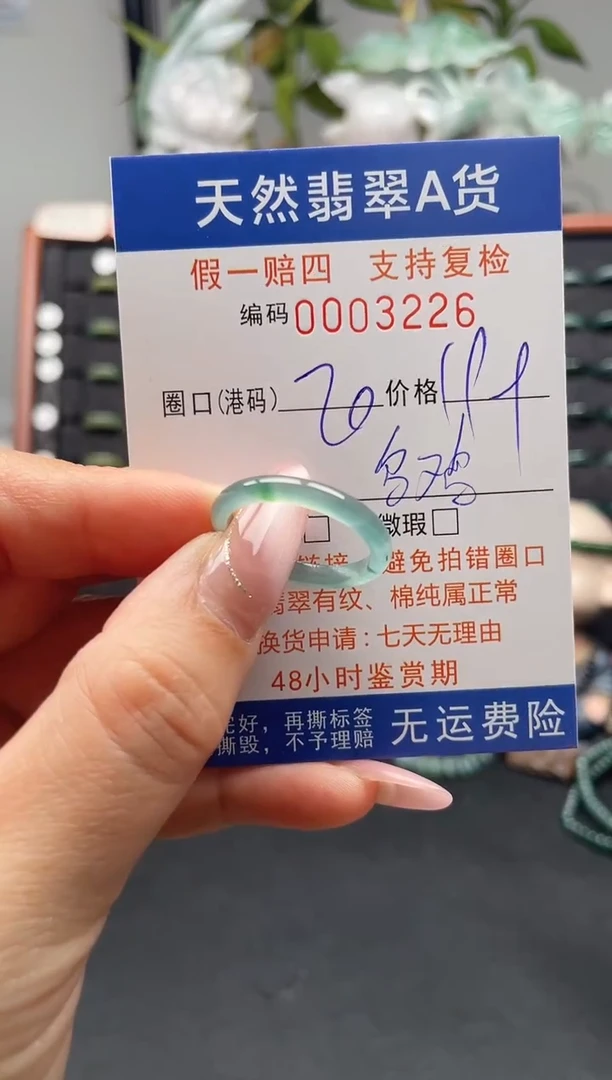 天然翡翠A货
假一赔四 支持复检
编码0003226
圈口(港码) 20 价格
乌鸡
微瑕□
避免拍错圈口
翡翠有纹、棉纯属正常
换货申请:七天无理由
48小时鉴赏期
完好,再撕标签
撕毁,不予理赔
无运费险